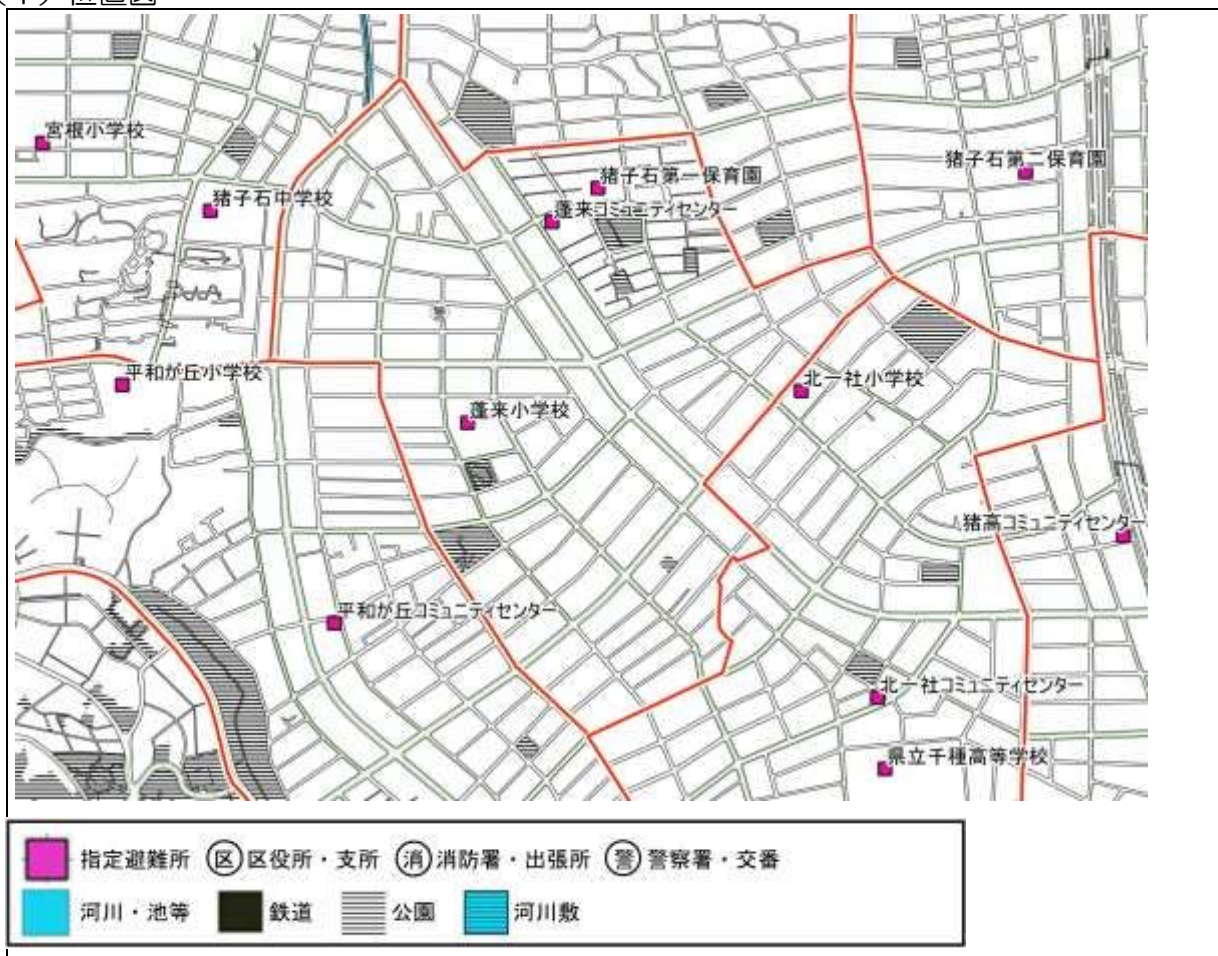 (イ) 位置図
宮根小学校
猪子石第二保育園
猪子石第一保育園
猪子石中学校
蓬来コミュニティセンター
平和が丘小学校
北一社小学校
蓬来小学校
猪高コミュニティセンター
平和が丘コミュニティセンター
北一社コミュニティセンター
県立千種高等学校
指定避難所 区 区役所・支所 消 消防署・出張所 警 警察署・交番
河川・池等 鉄道 公園 河川敷